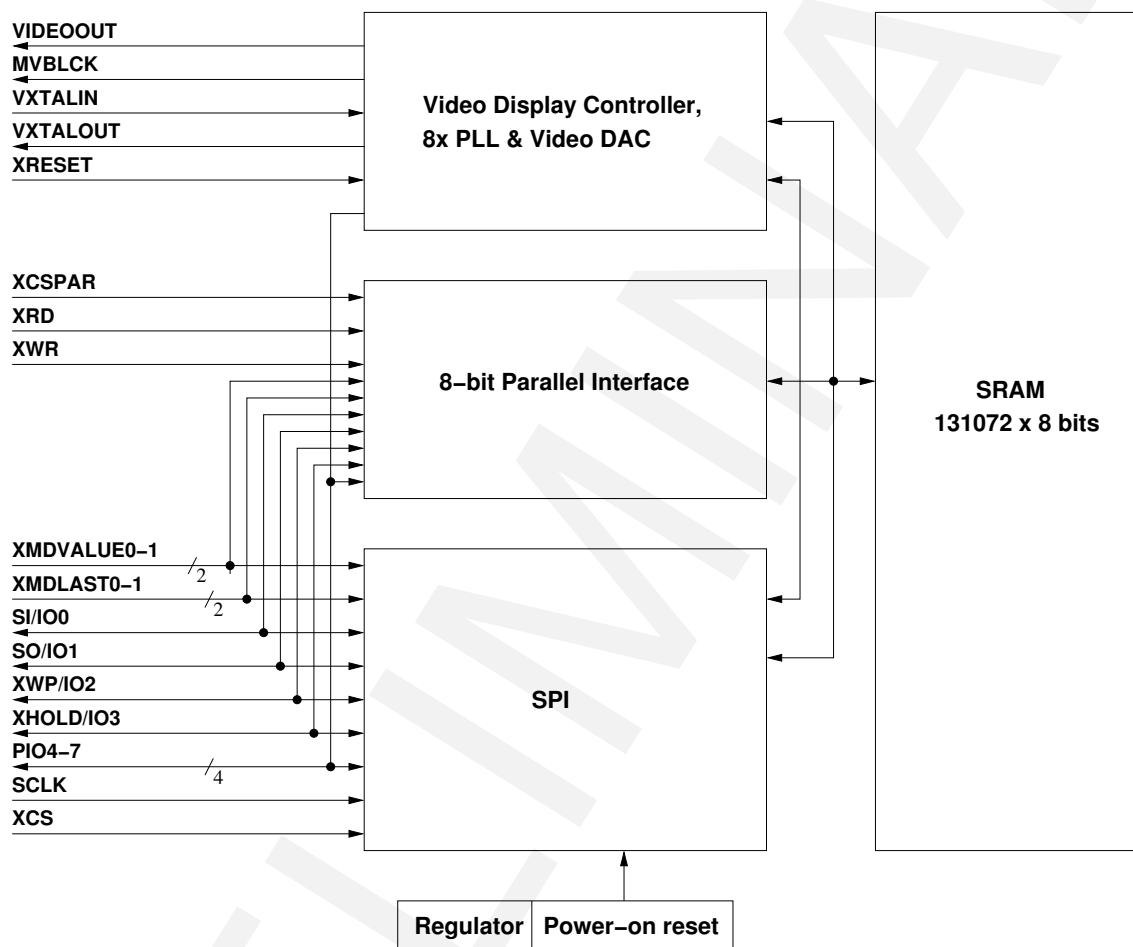 VIDEOOUT
MVBLCK
VXTALIN
VXTALOUT
XRESET
Video Display Controller,
8x PLL & Video DAC
XCSPAR
XRD
XWR
8−bit Parallel Interface
SRAM
131072 x 8 bits
XMDVALUE0−1
2
XMDLAST0−1
2
SI/IO0
SO/IO1
XWP/IO2
XHOLD/IO3
PIO4−7
4
SCLK
XCS
SPI
Regulator
Power−on reset